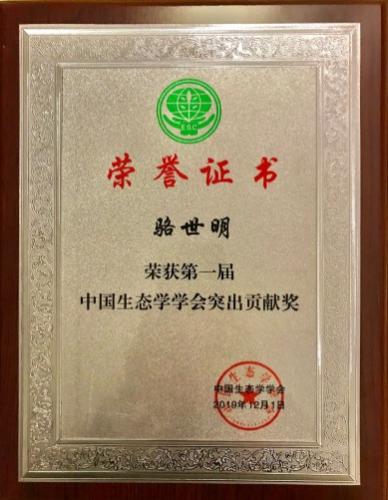 ESC
荣誉证书
骆世明
荣获第一届
中国生态学学会突出贡献奖
中国生态学学会
2019年12月1日